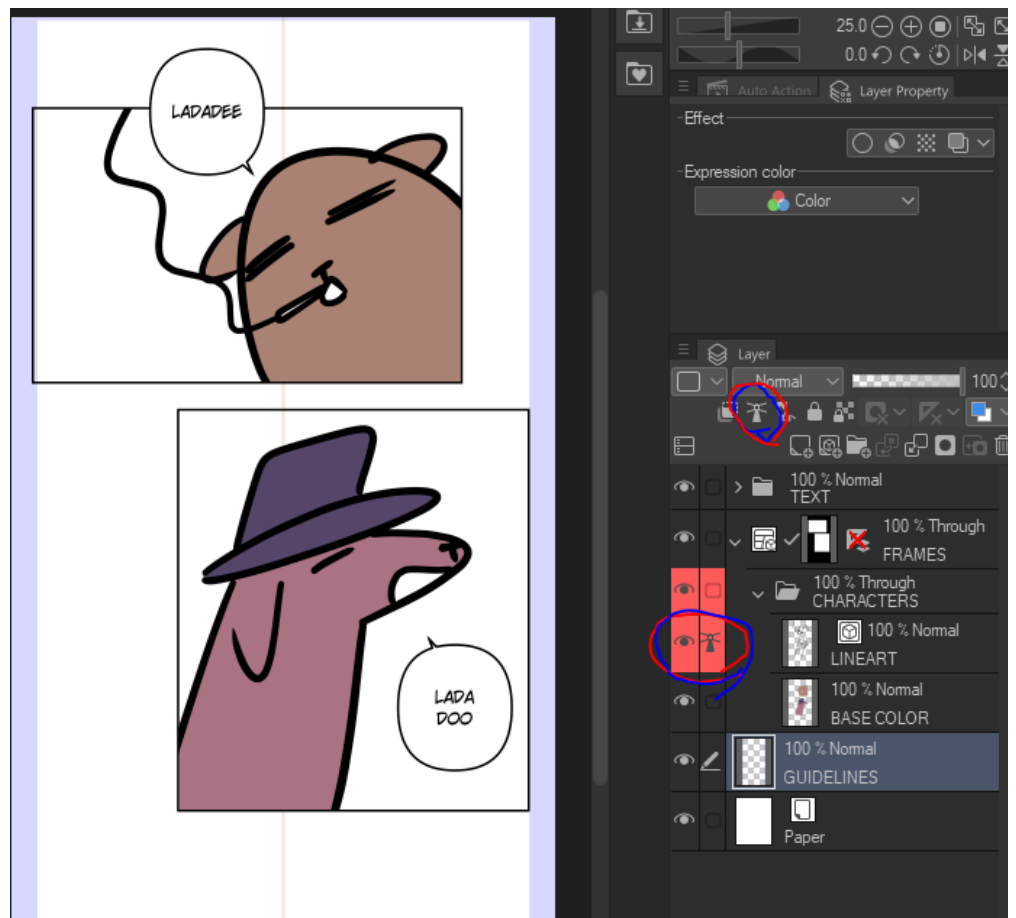 LADADEE
LADA
DOO
25.0
0.0
Auto Action
Layer Property
Effect
Expression color
Color
Layer
Normal
100
100 % Normal
TEXT
100 % Through
FRAMES
100 % Through
CHARACTERS
100 % Normal
LINEART
100 % Normal
BASE COLOR
100 % Normal
GUIDELINES
Paper